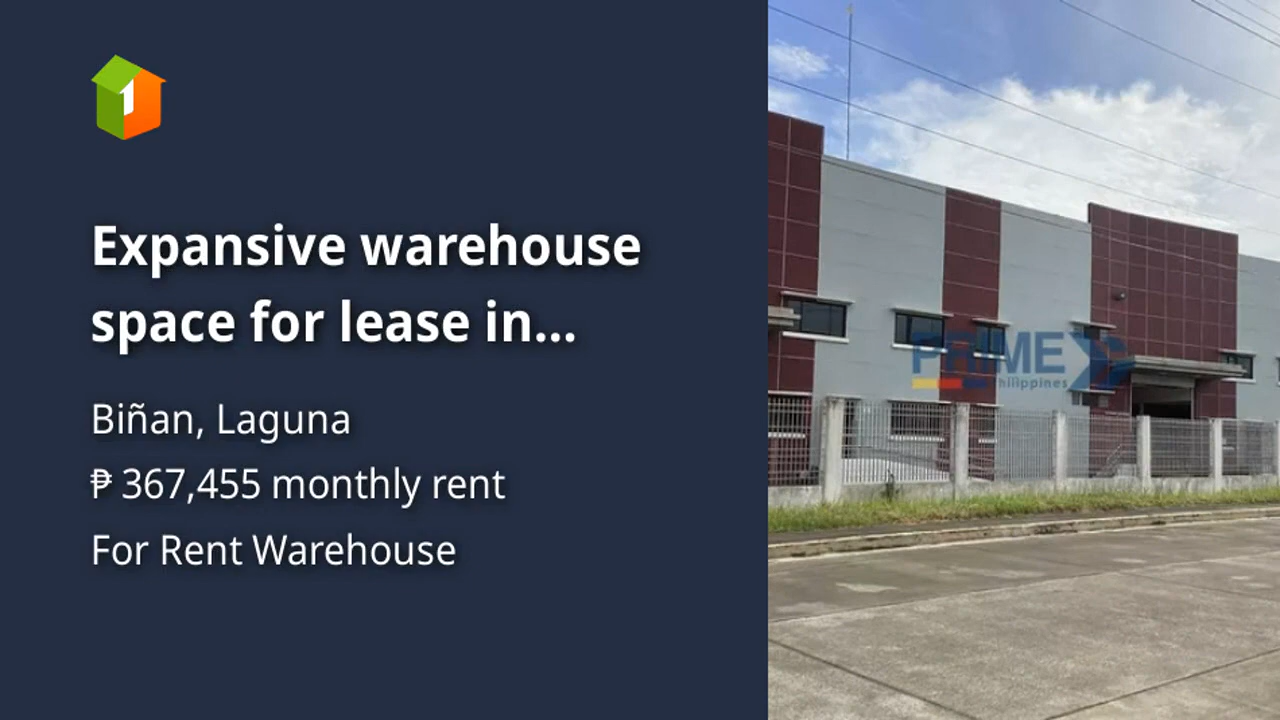 Expansive warehouse
space for lease in...
Biñan, Laguna
₱ 367,455 monthly rent
For Rent Warehouse
PRIME
Philippines